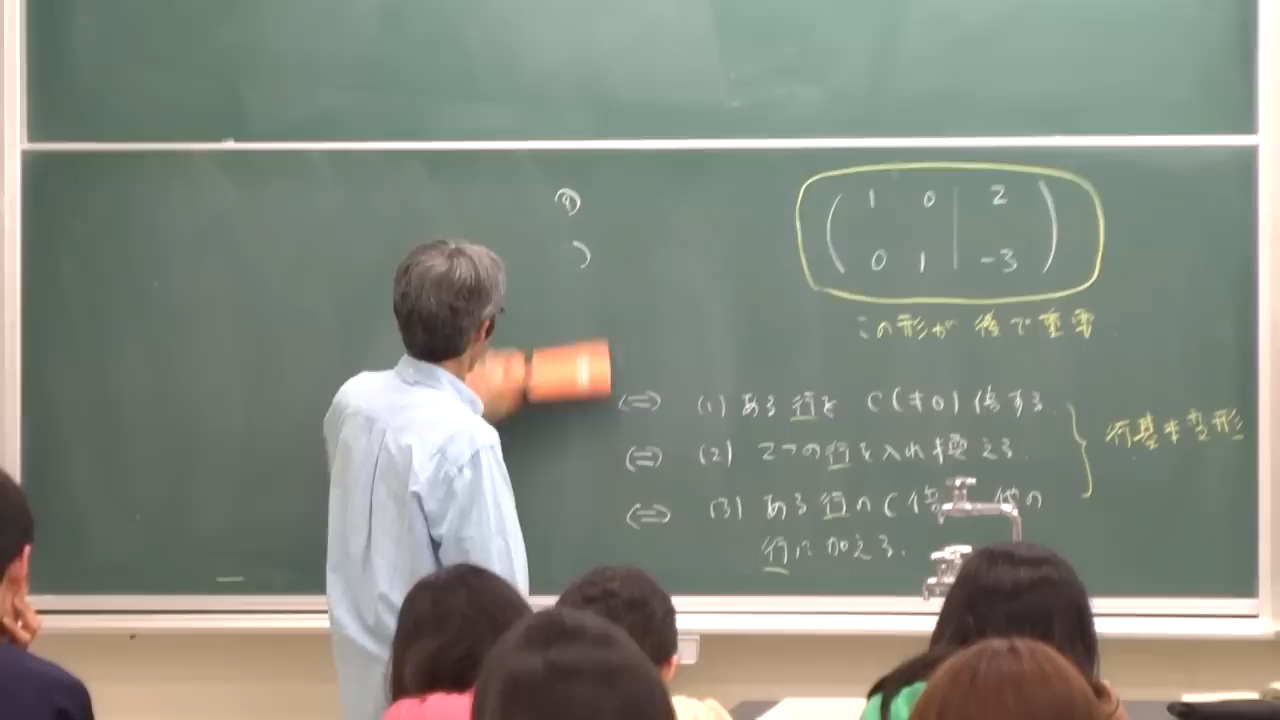 ④
)
( 1 0 | 2 )
( 0 1 | -3 )
この形が 後で重要
⇔ (1) ある行を C(≠0)倍する
⇔ (2) 2つの行を入れ換える.
⇔ (3) ある行のC倍 他の
行に加える.
行基本変形